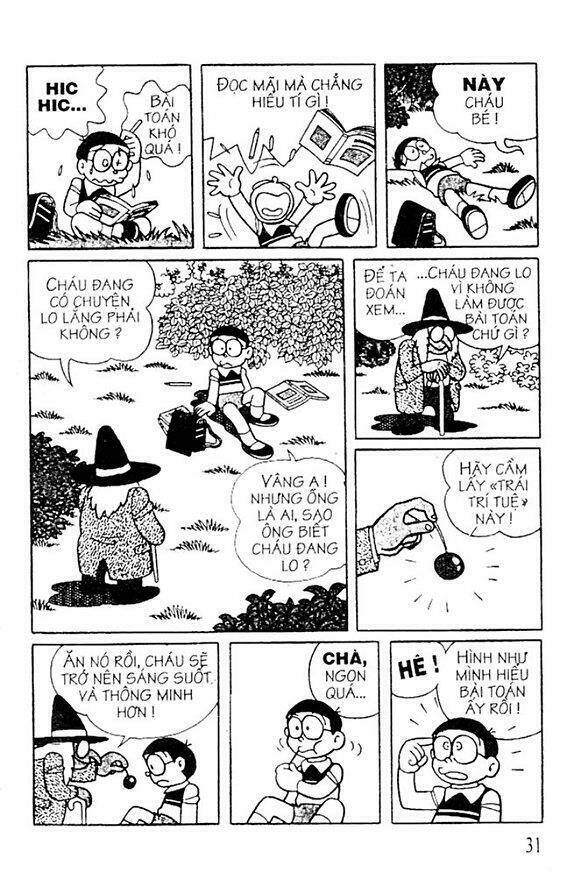 HIC
HIC...
BÀI
TOÁN
KHÓ
QUÁ !
ĐỌC MÃI MÀ CHẲNG
HIỂU TÍ GÌ !
NÀY
CHÁU
BÉ !
CHÁU ĐANG
CÓ CHUYỆN
LO LẮNG PHẢI
KHÔNG ?
VÂNG Ạ !
NHƯNG ÔNG
LÀ AI, SAO
ÔNG BIẾT
CHÁU ĐANG
LO ?
ĐỂ TA
ĐOÁN
XEM...
...CHÁU ĐANG LO
VÌ KHÔNG
LÀM ĐƯỢC
BÀI TOÁN
CHỨ GÌ ?
HÃY CẦM
LẤY «TRÁI
TRÍ TUỆ»
NÀY !
ĂN NÓ RỒI, CHÁU SẼ
TRỞ NÊN SÁNG SUỐT
VÀ THÔNG MINH
HƠN !
CHÀ,
NGON
QUÁ...
HÊ !
HÌNH NHƯ
MÌNH HIỂU
BÀI TOÁN
ẤY RỒI !
31